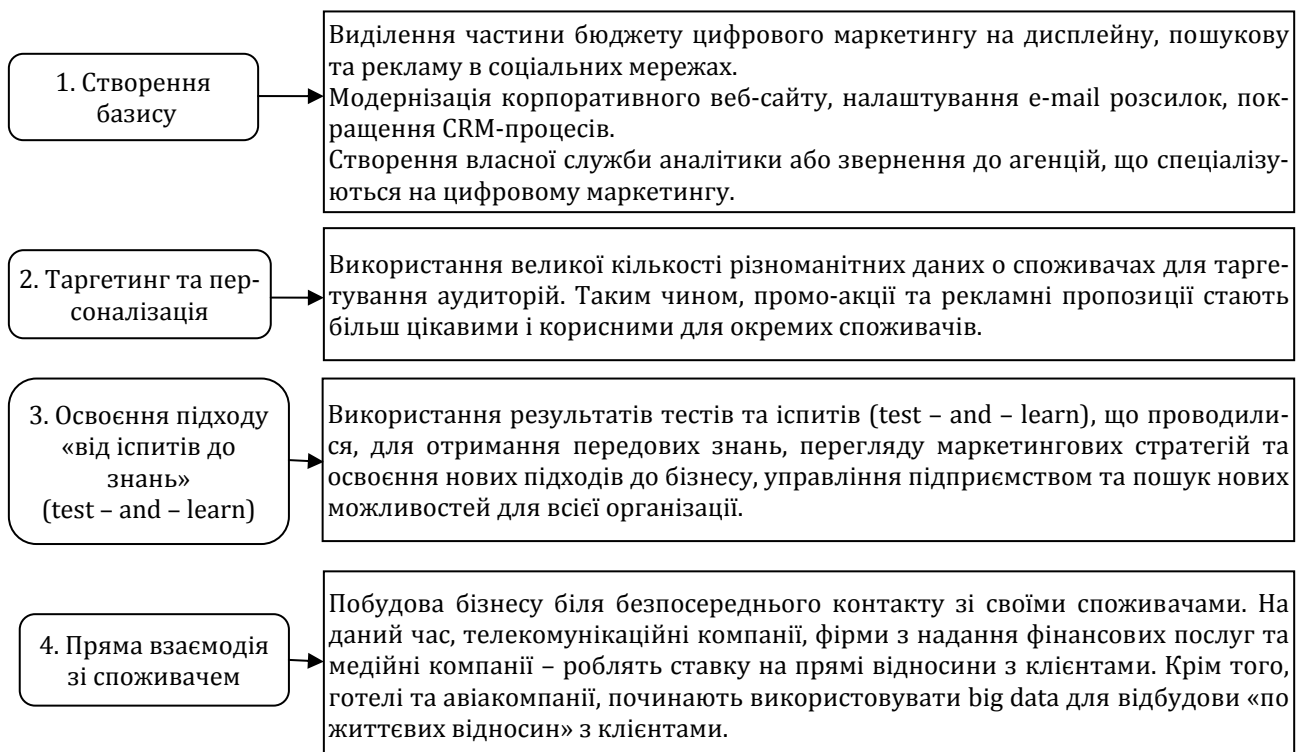 1. Створення
базису
Виділення частини бюджету цифрового маркетингу на дисплейну, пошукову
та рекламу в соціальних мережах.
Модернізація корпоративного веб-сайту, налаштування e-mail розсилок, пок-
ращення CRM-процесів.
Створення власної служби аналітики або звернення до агенцій, що спеціалізу-
ються на цифровому маркетингу.
2. Таргетинг та пер-
соналізація
Використання великої кількості різноманітних даних о споживачах для тарге-
тування аудиторій. Таким чином, промо-акції та рекламні пропозиції стають
більш цікавими і корисними для окремих споживачів.
3. Освоєння підходу
«від іспитів до
знань»
(test – and – learn)
Використання результатів тестів та іспитів (test – and – learn), що проводили-
ся, для отримання передових знань, перегляду маркетингових стратегій та
освоєння нових підходів до бізнесу, управління підприємством та пошук нових
можливостей для всієї організації.
4. Пряма взаємодія
зі споживачем
Побудова бізнесу біля безпосереднього контакту зі своїми споживачами. На
даний час, телекомунікаційні компанії, фірми з надання фінансових послуг та
медійні компанії – роблять ставку на прямі відносини з клієнтами. Крім того,
готелі та авіакомпанії, починають використовувати big data для відбудови «по
життєвих відносин» з клієнтами.